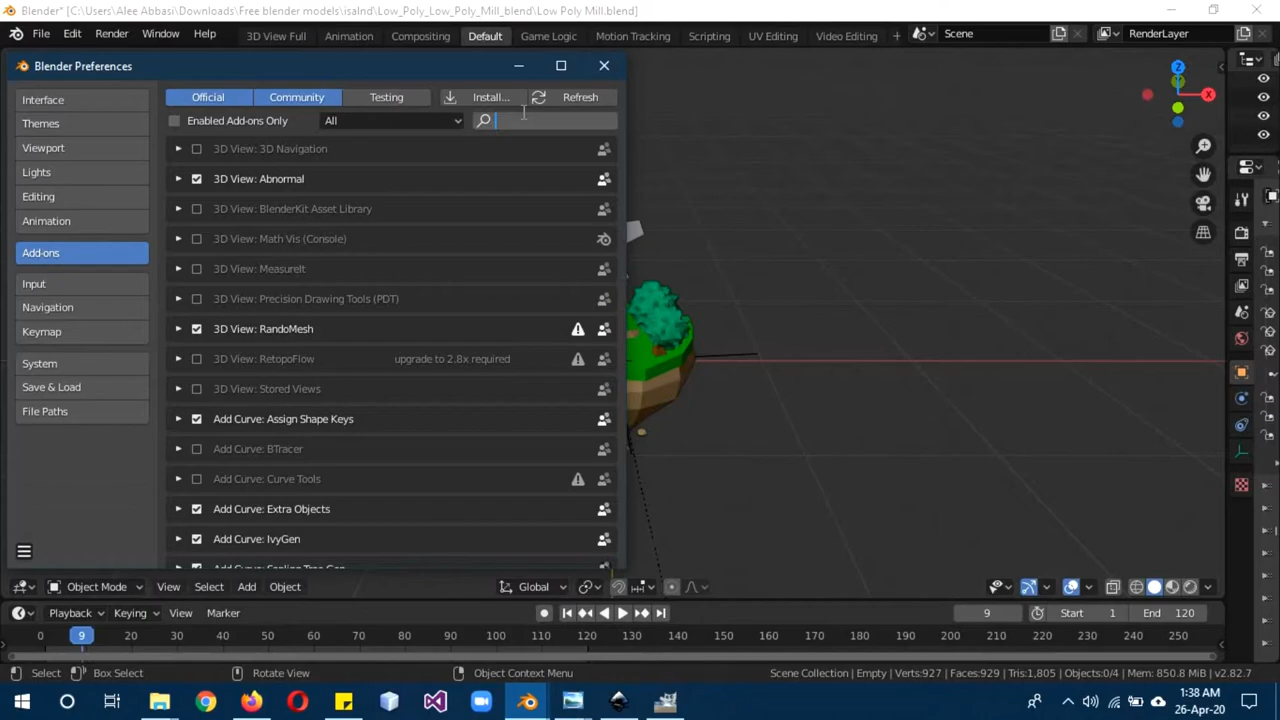 Blender* [C:\Users\Alee Abbasi\Downloads\Free blender models\isalnd\Low_Poly_Low_Poly_Mill_blend\Low Poly Mill.blend]
File Edit Render Window Help 3D View Full Animation Compositing Default Game Logic Motion Tracking Scripting UV Editing Video Editing Scene RenderLayer
Blender Preferences
Interface
Themes
Viewport
Lights
Editing
Animation
Add-ons
Input
Navigation
Keymap
System
Save & Load
File Paths
Official Community Testing Install... Refresh
Enabled Add-ons Only All
3D View: 3D Navigation
3D View: Abnormal
3D View: BlenderKit Asset Library
3D View: Math Vis (Console)
3D View: MeasureIt
3D View: Precision Drawing Tools (PDT)
3D View: RandoMesh
3D View: RetopoFlow upgrade to 2.8x required
3D View: Stored Views
Add Curve: Assign Shape Keys
Add Curve: BTracer
Add Curve: Curve Tools
Add Curve: Extra Objects
Add Curve: IvyGen
Z
X
Object Mode View Select Add Object Global
Playback Keying View Marker 9 Start 1 End 120
0 9 20 30 40 50 60 70 80 90 100 110 120 130 140 150 160 170 180 190 200 210 220 230 240 250
Select Box Select Rotate View Object Context Menu Scene Collection | Empty | Verts:927 | Faces:929 | Tris:1,805 | Objects:0/4 | Mem: 850.8 MiB | v2.82.7
1:38 AM
26-Apr-20